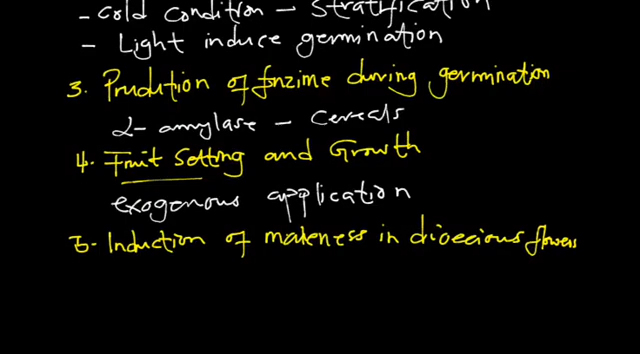 - Cold Condition - Stratification
- Light induce germination
3. Prudution of Enzime during germination
α- amylase - Cereals
4. Fruit Setting and Growth
exogenous application
5. Induction of maleness in dioecious flowers